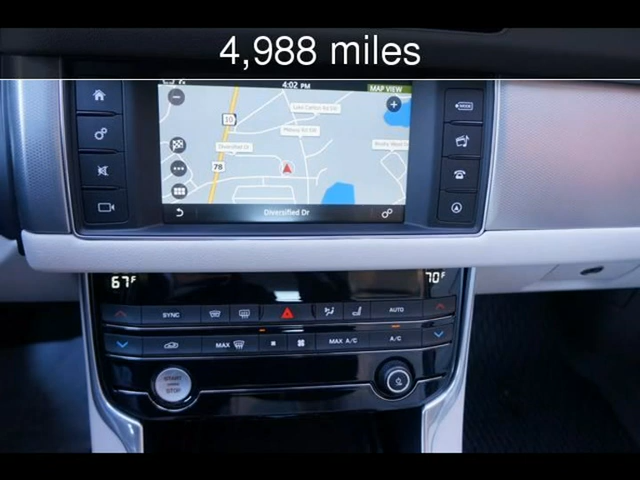 4,988 miles
4:02 PM
MAP VIEW
10
78
Diversified Dr
Diversified Dr
67°F
70°F
SYNC
AUTO
MAX
MAX A/C
A/C
START
STOP